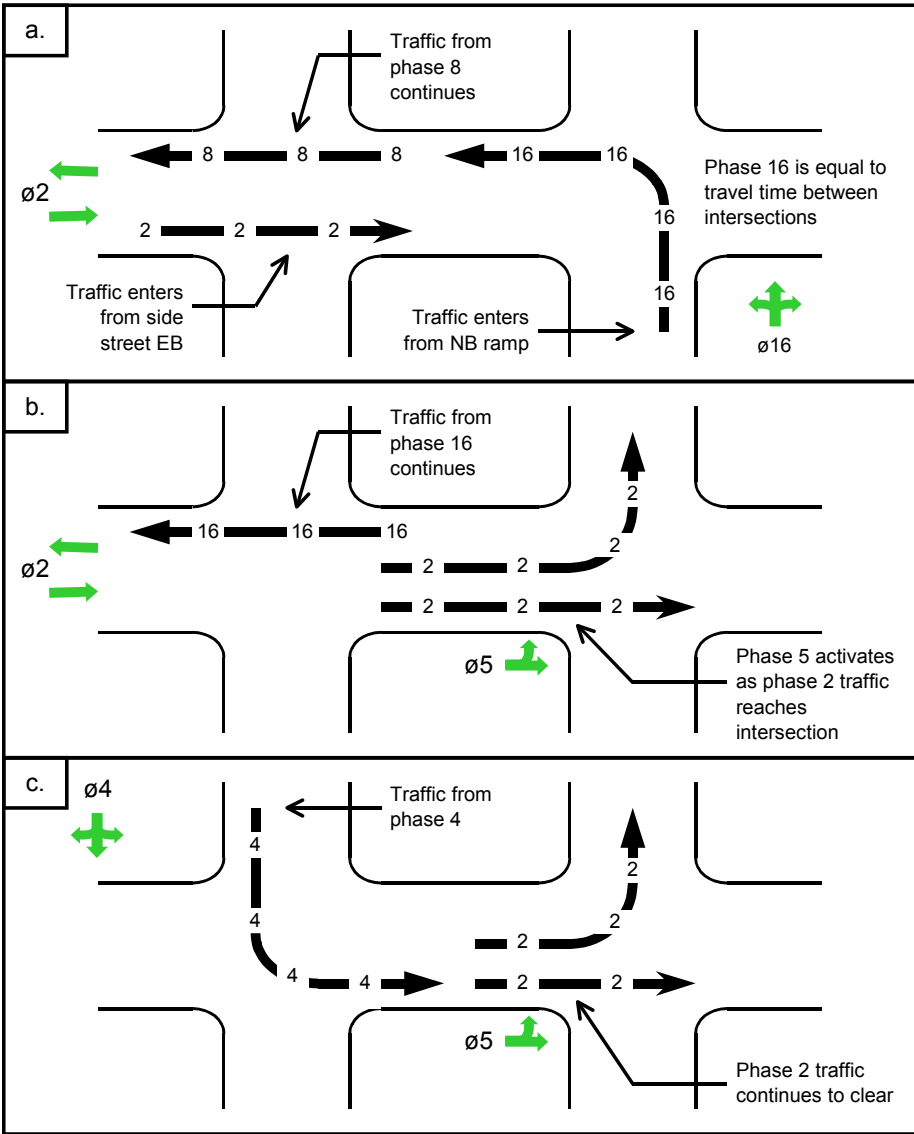 a.
Traffic from
phase 8
continues
8 8 8
16 16
16
16
Phase 16 is equal to
travel time between
intersections
ø2
2 2 2
Traffic enters
from side
street EB
Traffic enters
from NB ramp
ø16
b.
Traffic from
phase 16
continues
16 16 16
2
2
ø2
2 2
2 2 2
ø5
Phase 5 activates
as phase 2 traffic
reaches
intersection
c.
ø4
Traffic from
phase 4
4
4
4 4
2
2
2
2 2
ø5
Phase 2 traffic
continues to clear